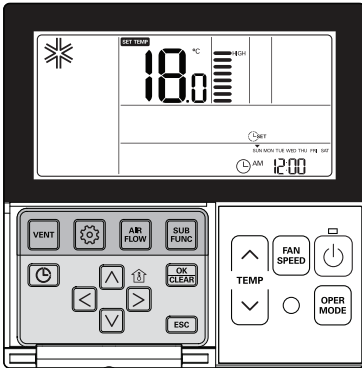 SET TEMP
18.0 °C HIGH
SET
SUN MON TUE WED THU FRI SAT
AM 12:00
VENT
AIR FLOW
SUB FUNC
OK CLEAR
ESC
TEMP
FAN SPEED
OPER MODE